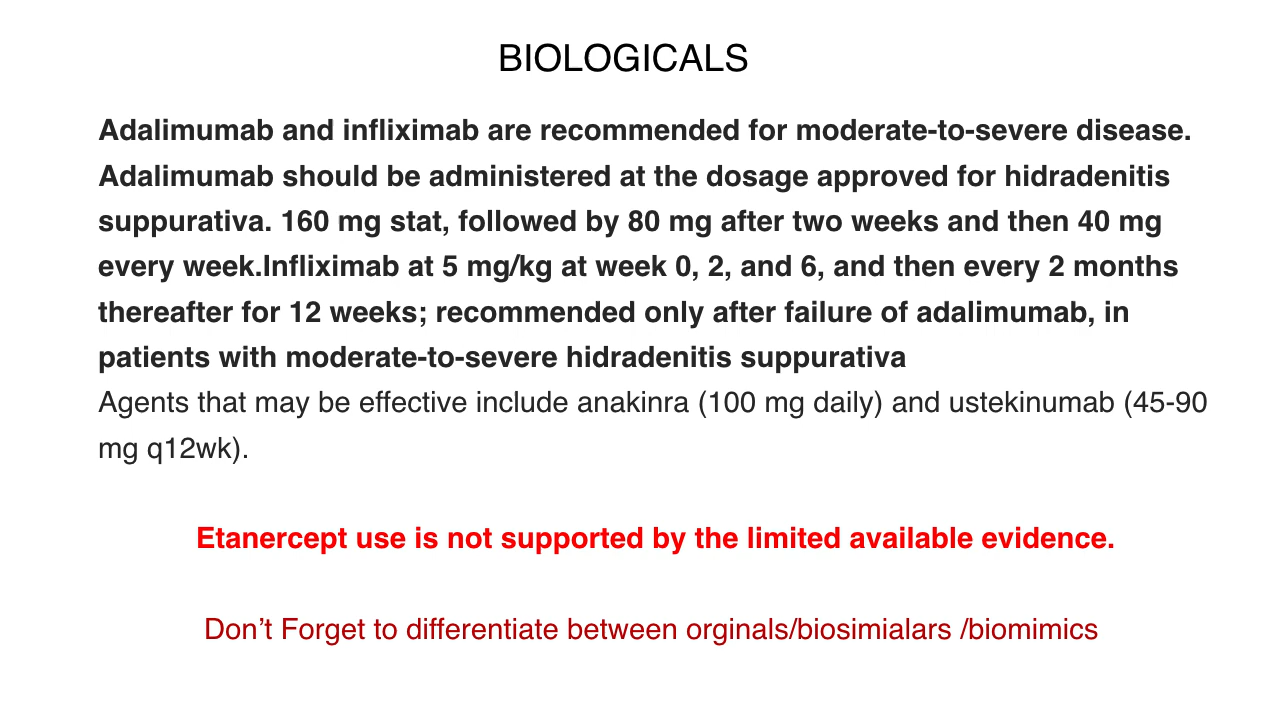 BIOLOGICALS
Adalimumab and infliximab are recommended for moderate-to-severe disease.
Adalimumab should be administered at the dosage approved for hidradenitis
suppurativa. 160 mg stat, followed by 80 mg after two weeks and then 40 mg
every week.Infliximab at 5 mg/kg at week 0, 2, and 6, and then every 2 months
thereafter for 12 weeks; recommended only after failure of adalimumab, in
patients with moderate-to-severe hidradenitis suppurativa
Agents that may be effective include anakinra (100 mg daily) and ustekinumab (45-90
mg q12wk).
Etanercept use is not supported by the limited available evidence.
Don’t Forget to differentiate between orginals/biosimialars /biomimics